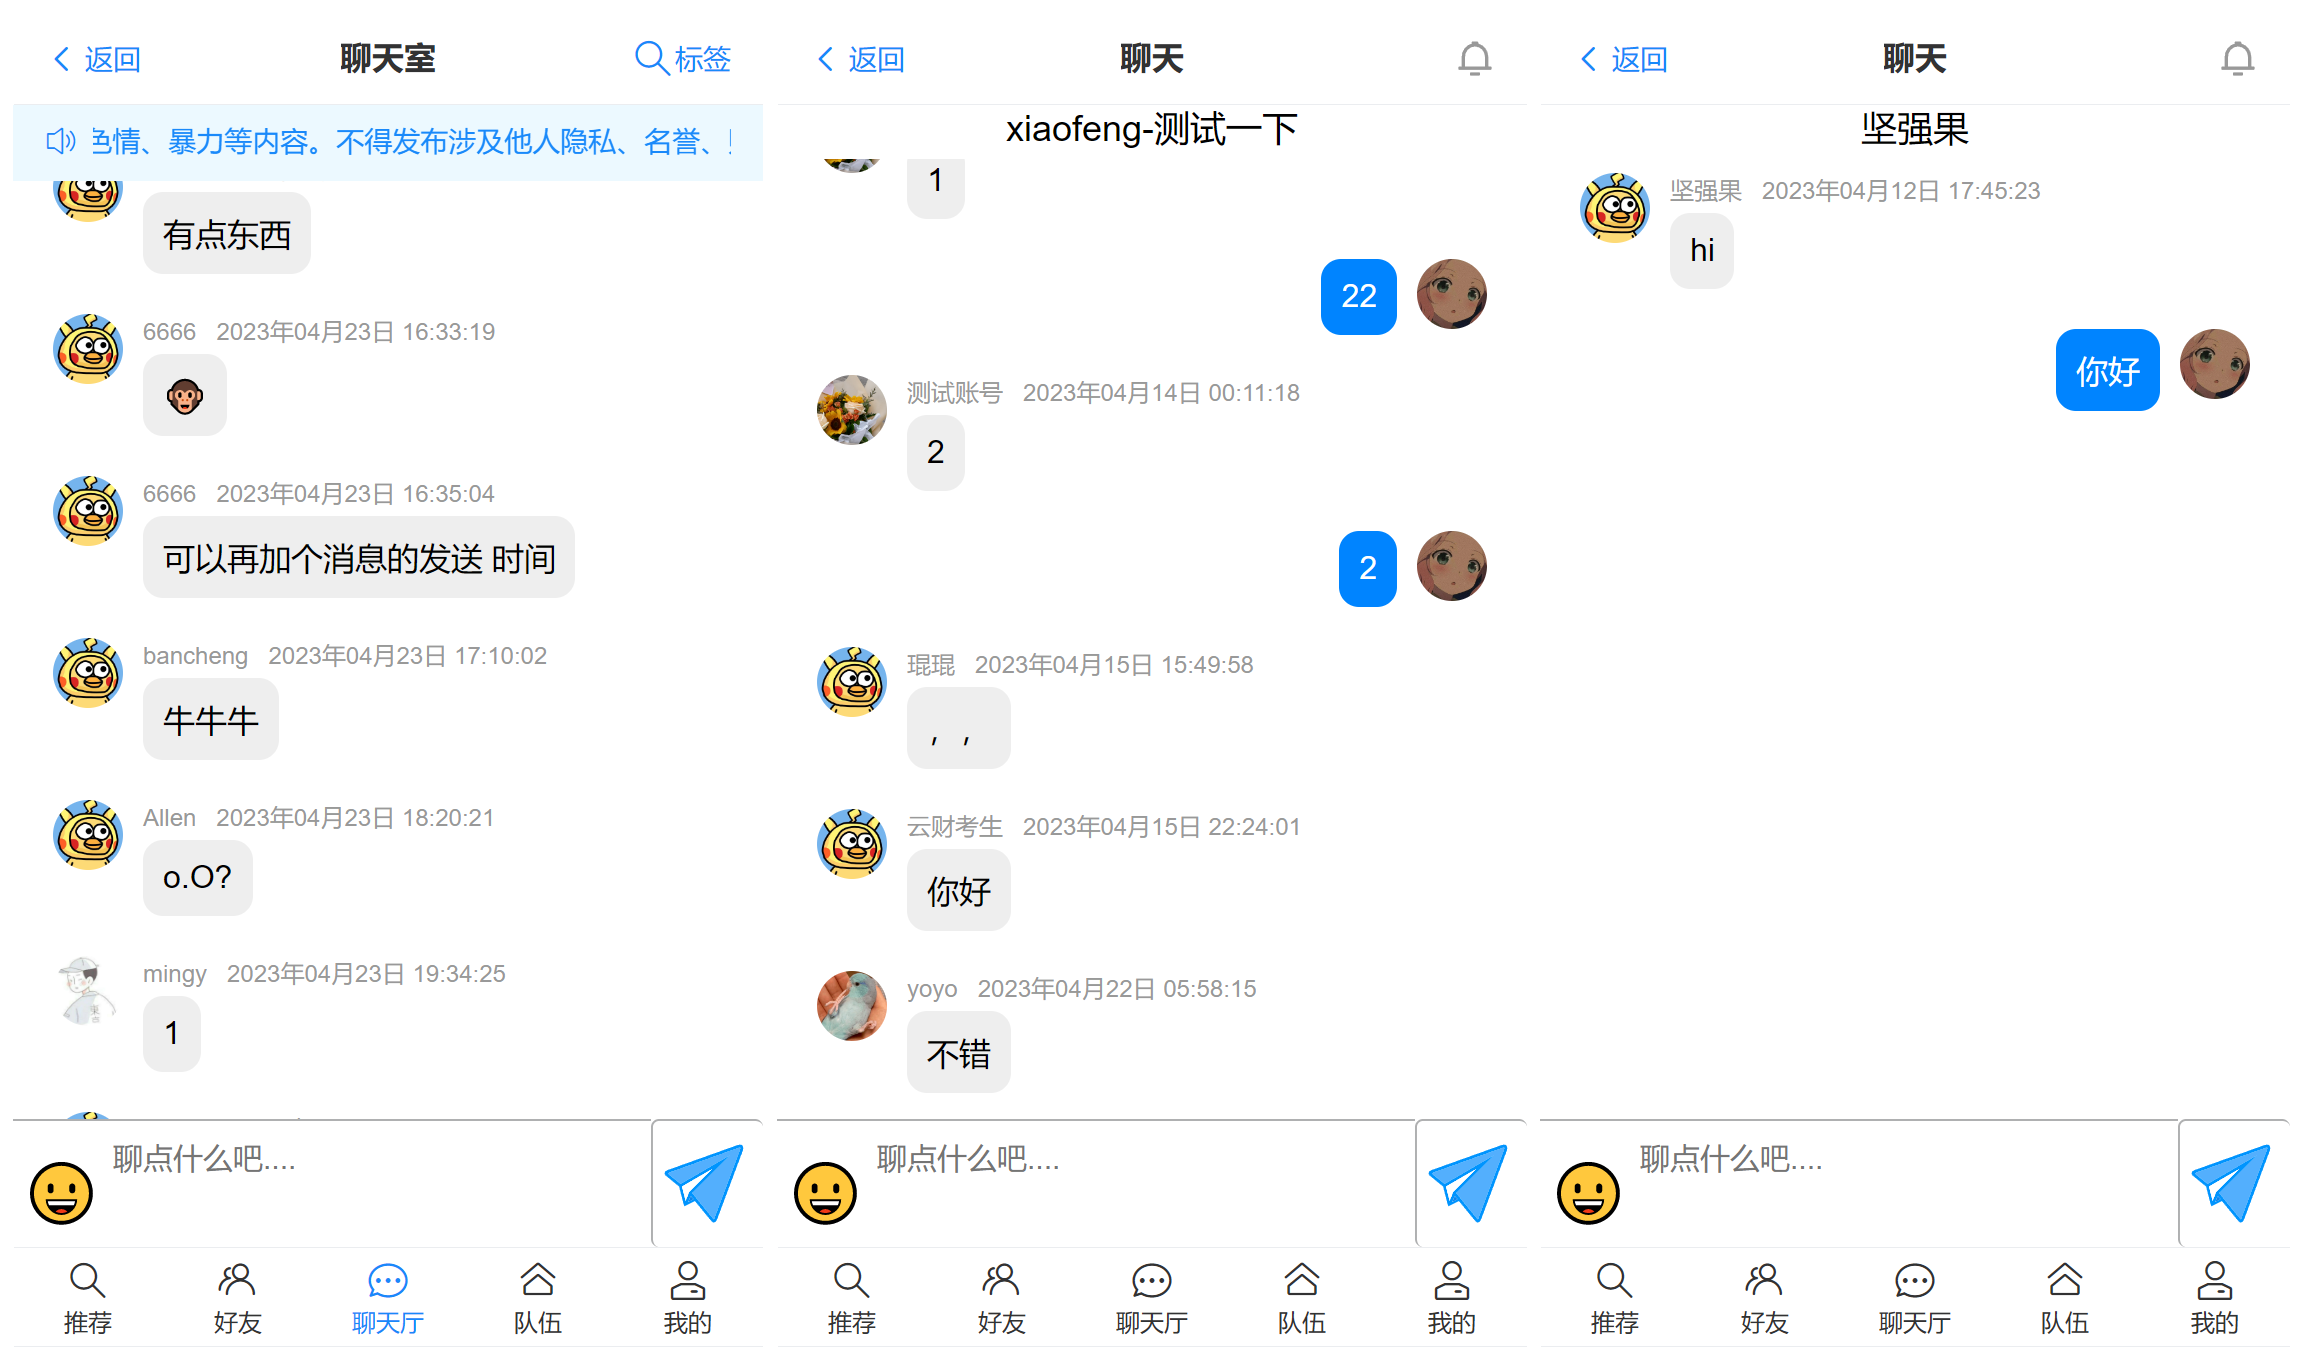 返回
聊天室
标签
色情、暴力等内容。不得发布涉及他人隐私、名誉、
有点东西
6666 2023年04月23日 16:33:19
6666 2023年04月23日 16:35:04
可以再加个消息的发送 时间
bancheng 2023年04月23日 17:10:02
牛牛牛
Allen 2023年04月23日 18:20:21
o.O?
mingy 2023年04月23日 19:34:25
1
聊点什么吧....
推荐
好友
聊天厅
队伍
我的
返回
聊天
xiaofeng-测试一下
1
22
测试账号 2023年04月14日 00:11:18
2
2
琨琨 2023年04月15日 15:49:58
，，
云财考生 2023年04月15日 22:24:01
你好
yoyo 2023年04月22日 05:58:15
不错
聊点什么吧....
推荐
好友
聊天厅
队伍
我的
返回
聊天
坚强果
坚强果 2023年04月12日 17:45:23
hi
你好
聊点什么吧....
推荐
好友
聊天厅
队伍
我的